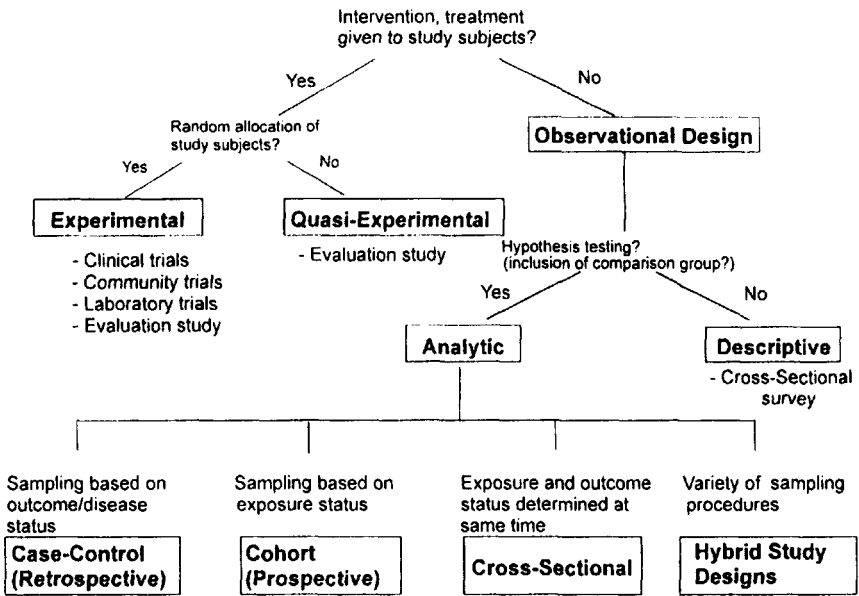 Intervention, treatment
given to study subjects?
Yes
No
Random allocation of
study subjects?
Observational Design
Yes
No
Experimental
Quasi-Experimental
- Clinical trials
- Community trials
- Laboratory trials
- Evaluation study
- Evaluation study
Hypothesis testing?
(inclusion of comparison group?)
Yes
No
Analytic
Descriptive
- Cross-Sectional
survey
Sampling based on
outcome/disease
status
Case-Control
(Retrospective)
Sampling based on
exposure status
Cohort
(Prospective)
Exposure and outcome
status determined at
same time
Cross-Sectional
Variety of sampling
procedures
Hybrid Study
Designs